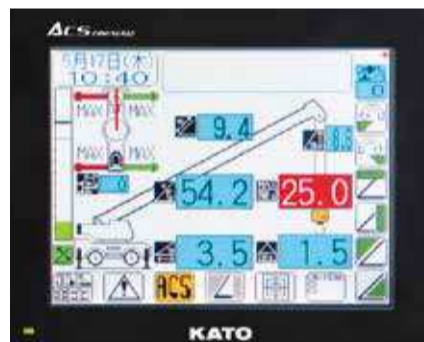 ACS
5月17日(木)
10:40
MAX
MAX
9.4
MAX
MAX
0
54.2
25.0
3.5
1.5
ACS
KATO